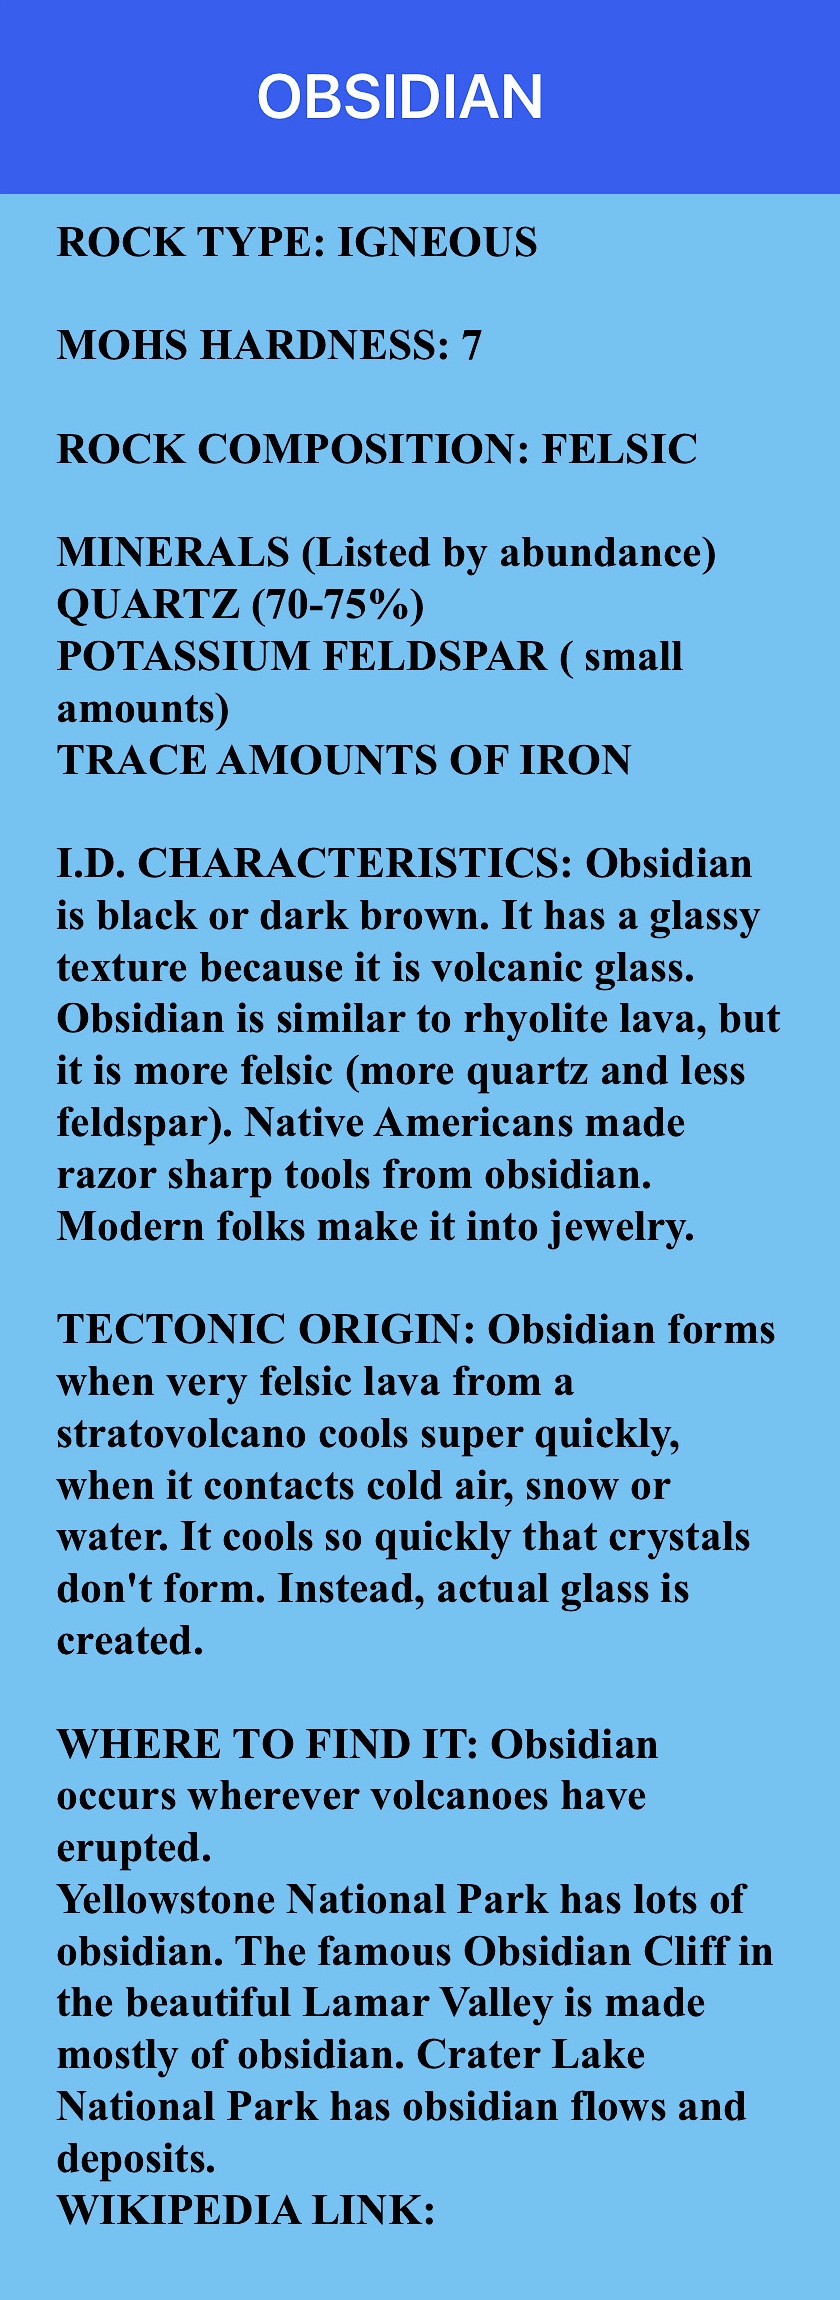 OBSIDIAN
ROCK TYPE: IGNEOUS
MOHS HARDNESS: 7
ROCK COMPOSITION: FELSIC
MINERALS (Listed by abundance)
QUARTZ (70-75%)
POTASSIUM FELDSPAR ( small
amounts)
TRACE AMOUNTS OF IRON
I.D. CHARACTERISTICS: Obsidian
is black or dark brown. It has a glassy
texture because it is volcanic glass.
Obsidian is similar to rhyolite lava, but
it is more felsic (more quartz and less
feldspar). Native Americans made
razor sharp tools from obsidian.
Modern folks make it into jewelry.
TECTONIC ORIGIN: Obsidian forms
when very felsic lava from a
stratovolcano cools super quickly,
when it contacts cold air, snow or
water. It cools so quickly that crystals
don't form. Instead, actual glass is
created.
WHERE TO FIND IT: Obsidian
occurs wherever volcanoes have
erupted.
Yellowstone National Park has lots of
obsidian. The famous Obsidian Cliff in
the beautiful Lamar Valley is made
mostly of obsidian. Crater Lake
National Park has obsidian flows and
deposits.
WIKIPEDIA LINK: